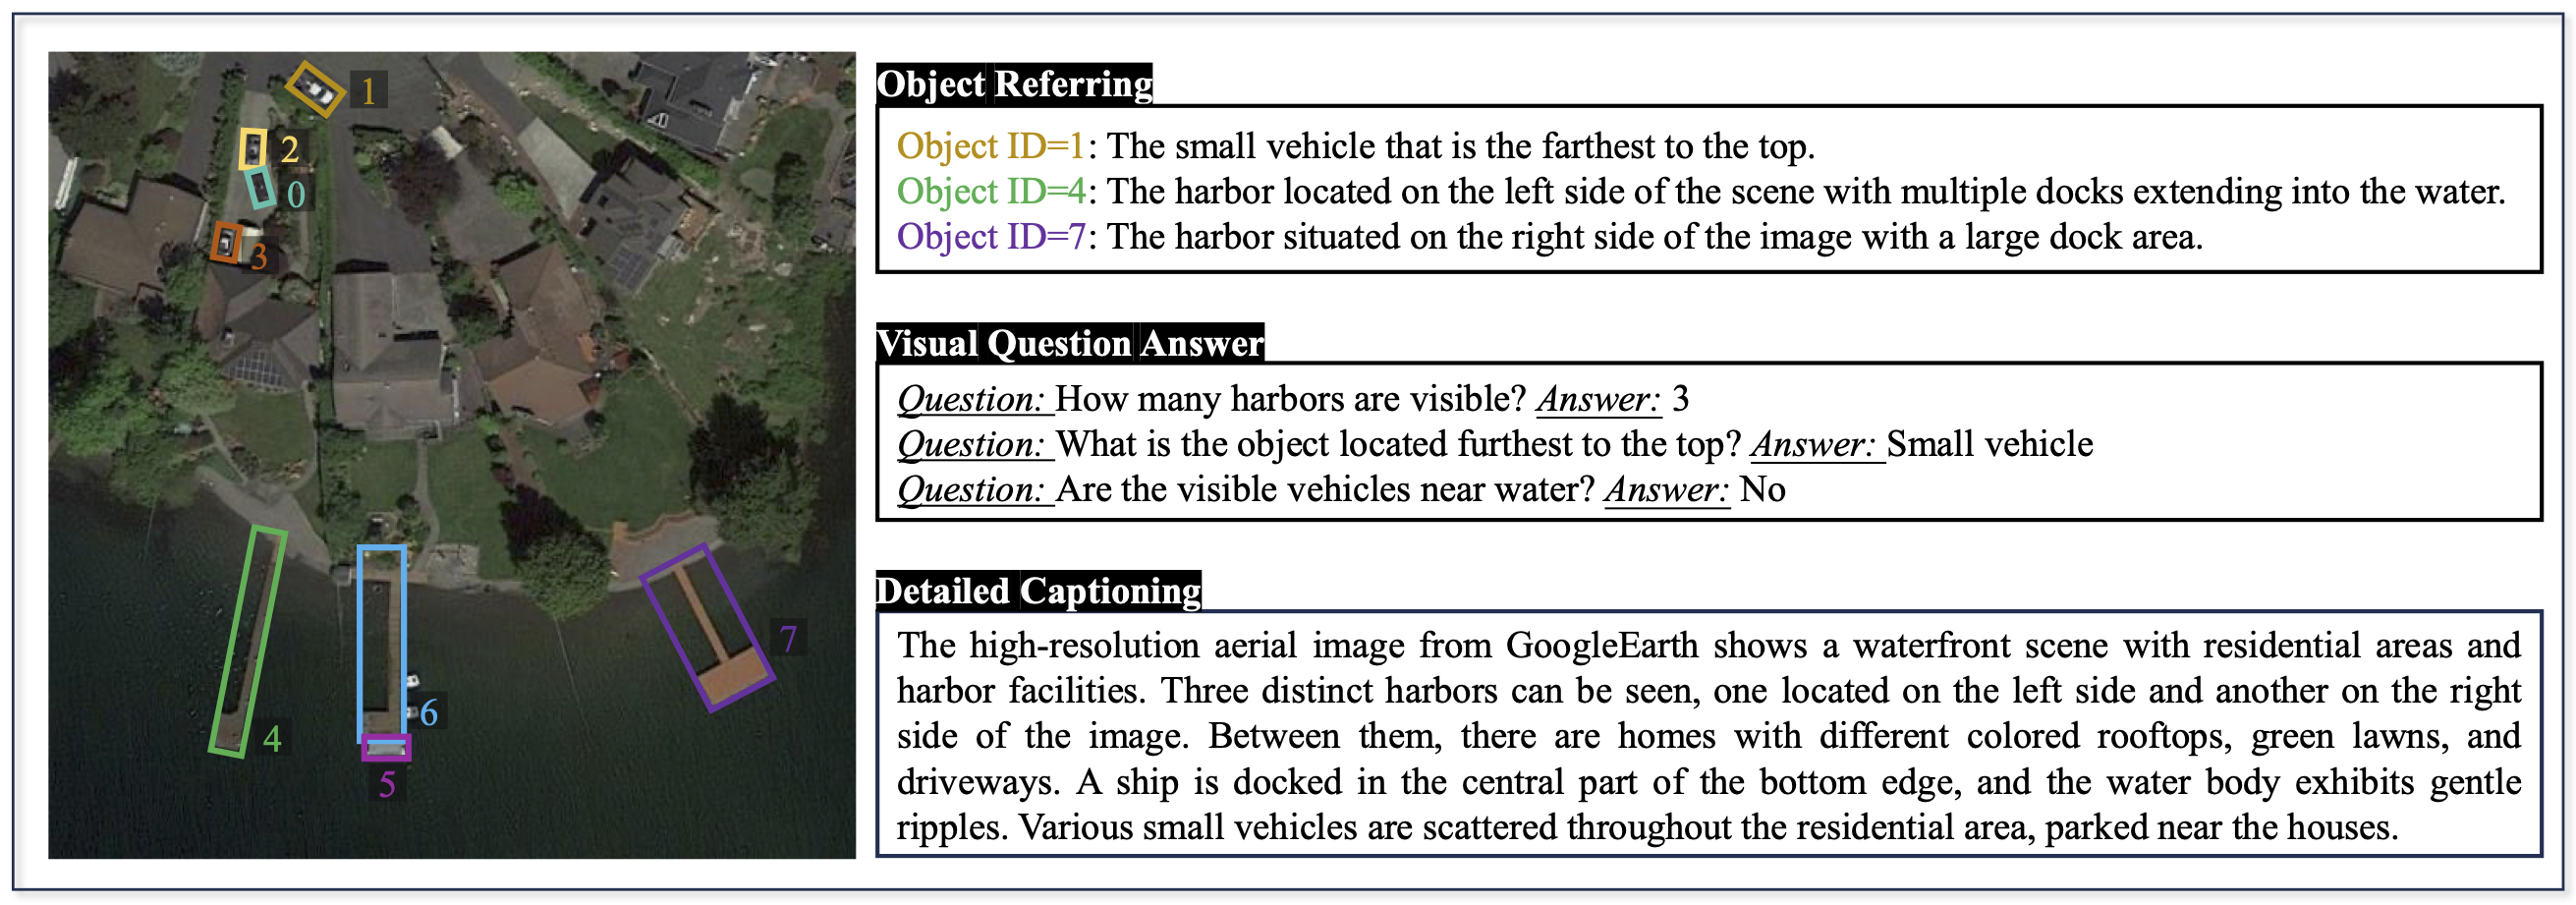 1
2
0
3
4
6
5
7
Object Referring
Object ID=1: The small vehicle that is the farthest to the top.
Object ID=4: The harbor located on the left side of the scene with multiple docks extending into the water.
Object ID=7: The harbor situated on the right side of the image with a large dock area.
Visual Question Answer
Question: How many harbors are visible? Answer: 3
Question: What is the object located furthest to the top? Answer: Small vehicle
Question: Are the visible vehicles near water? Answer: No
Detailed Captioning
The high-resolution aerial image from GoogleEarth shows a waterfront scene with residential areas and
harbor facilities. Three distinct harbors can be seen, one located on the left side and another on the right
side of the image. Between them, there are homes with different colored rooftops, green lawns, and
driveways. A ship is docked in the central part of the bottom edge, and the water body exhibits gentle
ripples. Various small vehicles are scattered throughout the residential area, parked near the houses.